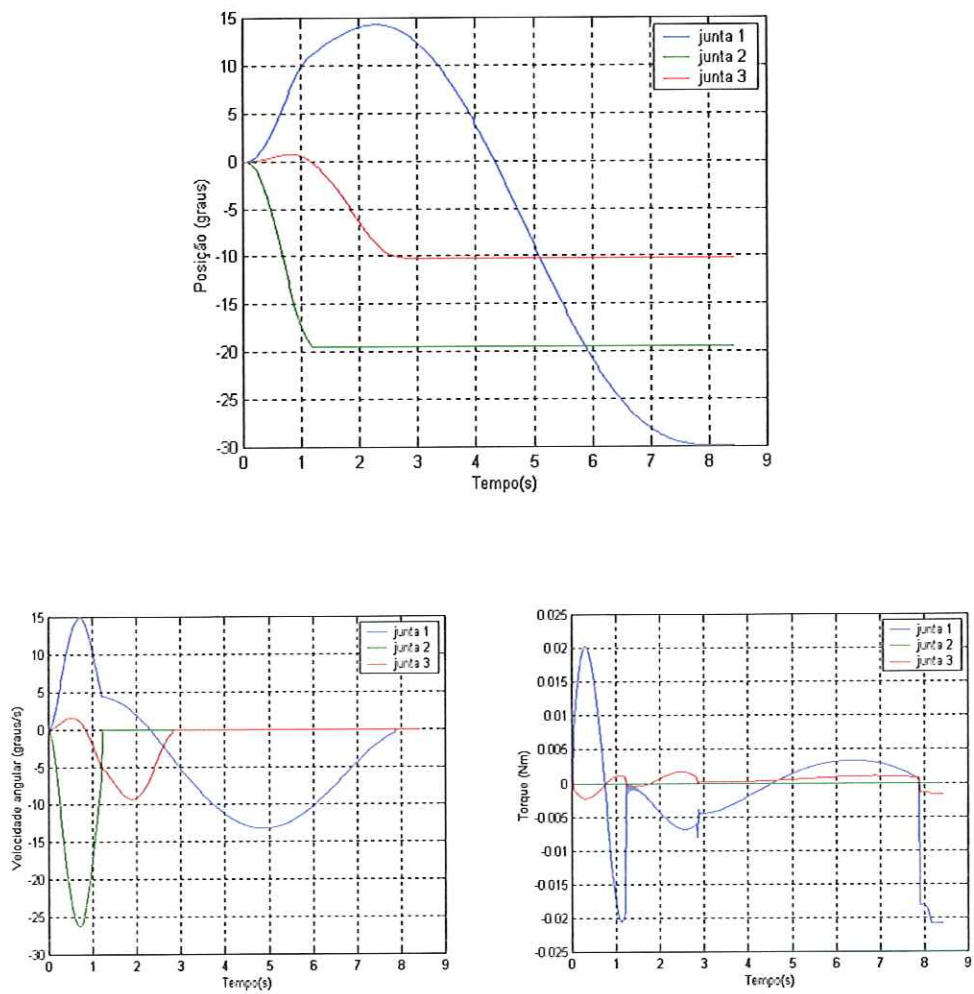 15
10
5
0
-5
-10
-15
-20
-25
-30
Posição (graus)
0 1 2 3 4 5 6 7 8 9
Tempo(s)
junta 1
junta 2
junta 3
15
10
5
0
-5
-10
-15
-20
-25
-30
Velocidade angular (graus/s)
0 1 2 3 4 5 6 7 8 9
Tempo(s)
junta 1
junta 2
junta 3
0.025
0.02
0.015
0.01
0.005
0
-0.005
-0.01
-0.015
-0.02
-0.025
Torque (Nm)
0 1 2 3 4 5 6 7 8 9
Tempo(s)
junta 1
junta 2
junta 3